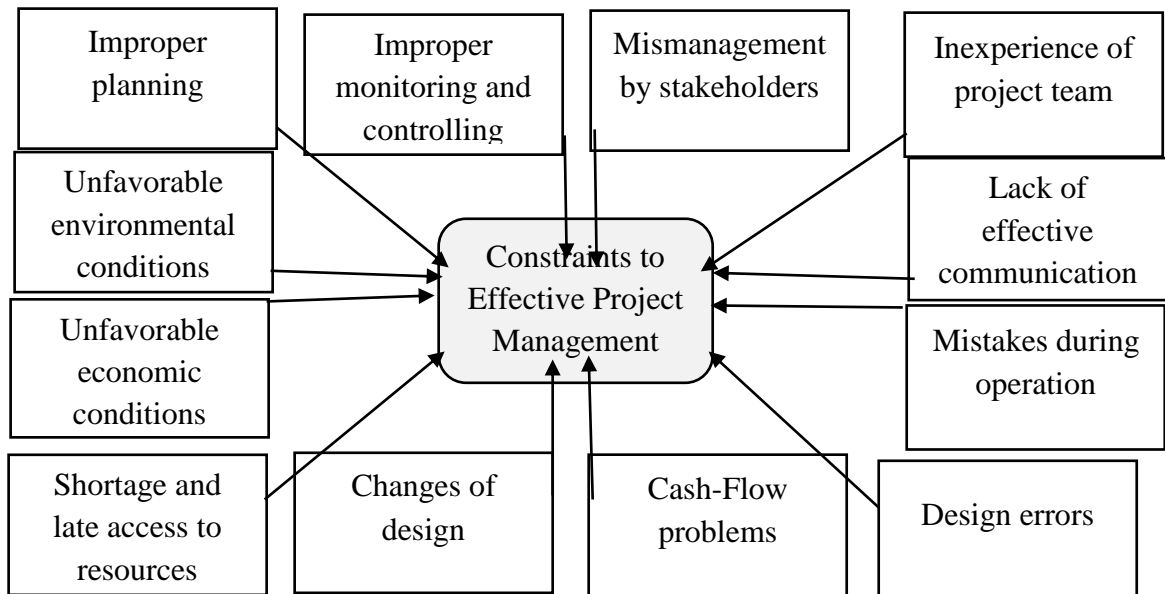 Improper
planning
Improper
monitoring and
controlling
Mismanagement
by stakeholders
Inexperience of
project team
Unfavorable
environmental
conditions
Lack of
effective
communication
Constraints to
Effective Project
Management
Unfavorable
economic
conditions
Mistakes during
operation
Shortage and
late access to
resources
Changes of
design
Cash-Flow
problems
Design errors